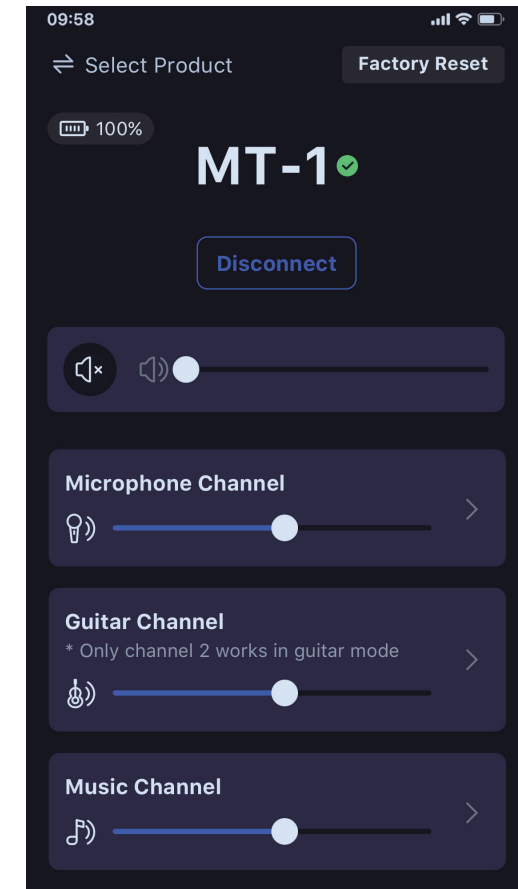 09:58
Select Product
Factory Reset
100%
MT-1
Disconnect
Microphone Channel
Guitar Channel
* Only channel 2 works in guitar mode
Music Channel